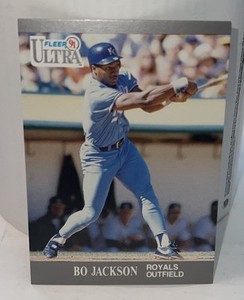 FLEER 91
ULTRA
BO JACKSON
ROYALS
OUTFIELD